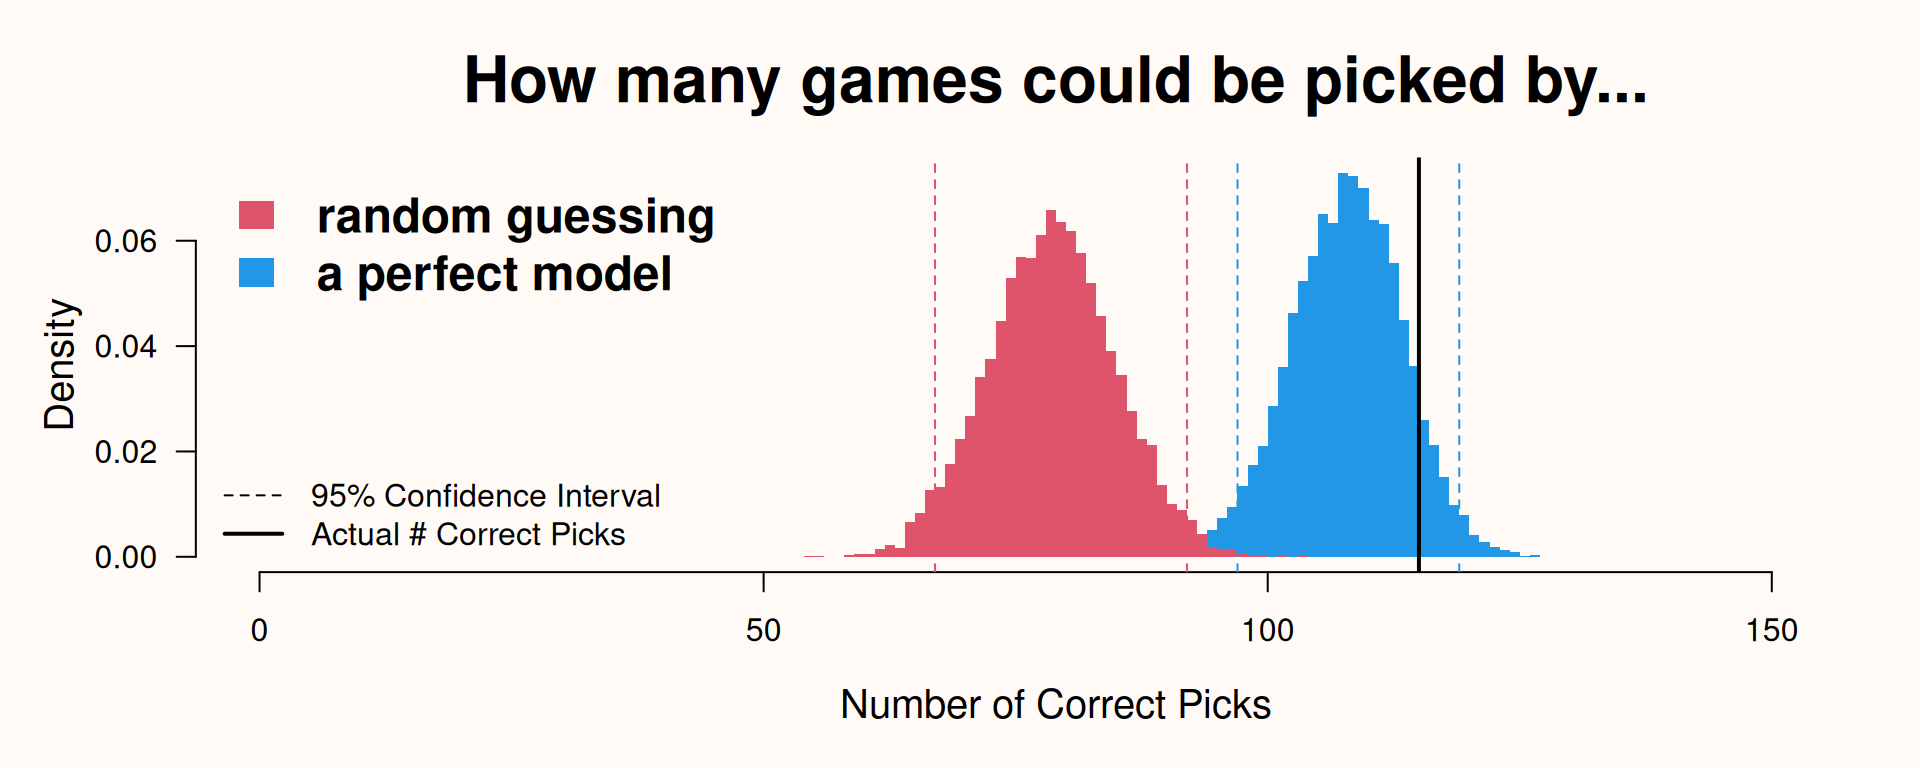 How many games could be picked by...
random guessing
a perfect model
95% Confidence Interval
Actual # Correct Picks
Density
0.06
0.04
0.02
0.00
0
50
100
150
Number of Correct Picks